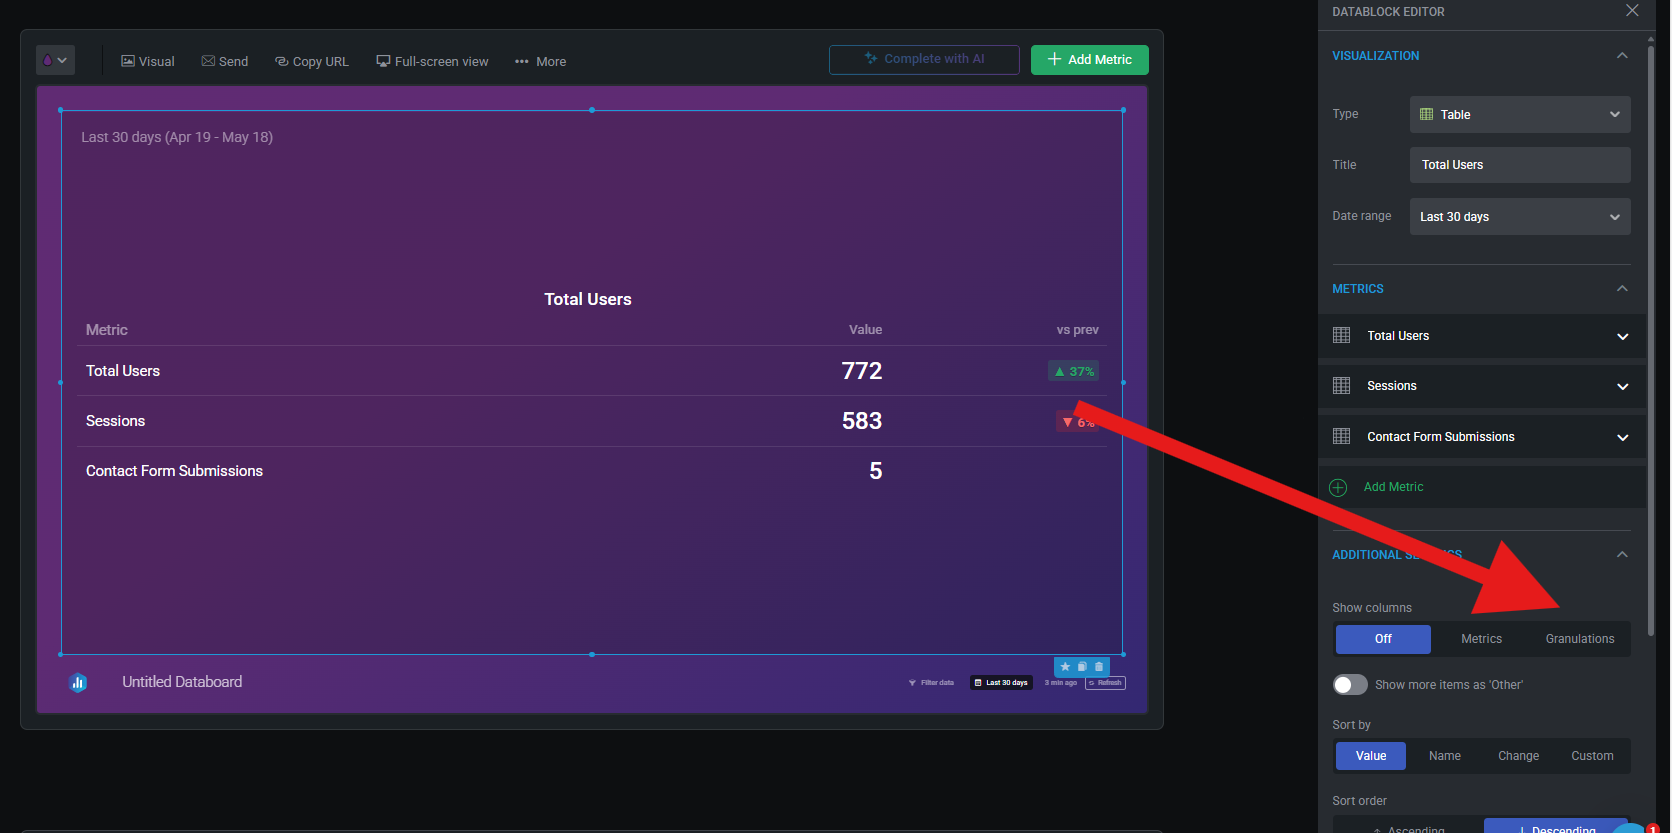 Visual
Send
Copy URL
Full-screen view
More
Complete with AI
Add Metric
Last 30 days (Apr 19 - May 18)
Total Users
Metric Value vs prev
Total Users 772 ▲ 37%
Sessions 583 ▼ 6%
Contact Form Submissions 5
Untitled Databoard
Filter data
Last 30 days
3 min ago
Refresh
DATABLOCK EDITOR
VISUALIZATION
Type Table
Title Total Users
Date range Last 30 days
METRICS
Total Users
Sessions
Contact Form Submissions
Add Metric
ADDITIONAL
Show columns
Off Metrics Granulations
Show more items as 'Other'
Sort by
Value Name Change Custom
Sort order
Ascending Descending
1